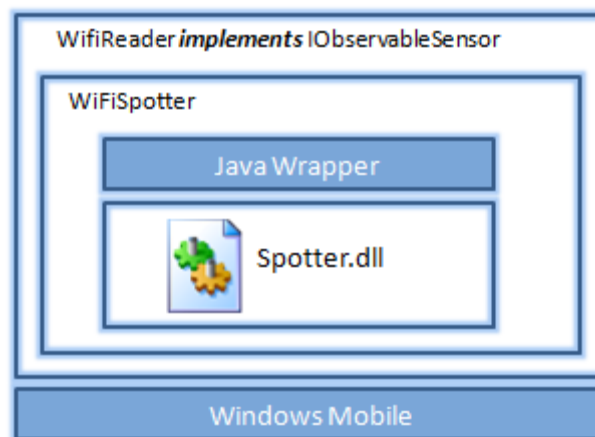 WifiReader implements IObservableSensor
WiFiSpotter
Java Wrapper
Spotter.dll
Windows Mobile